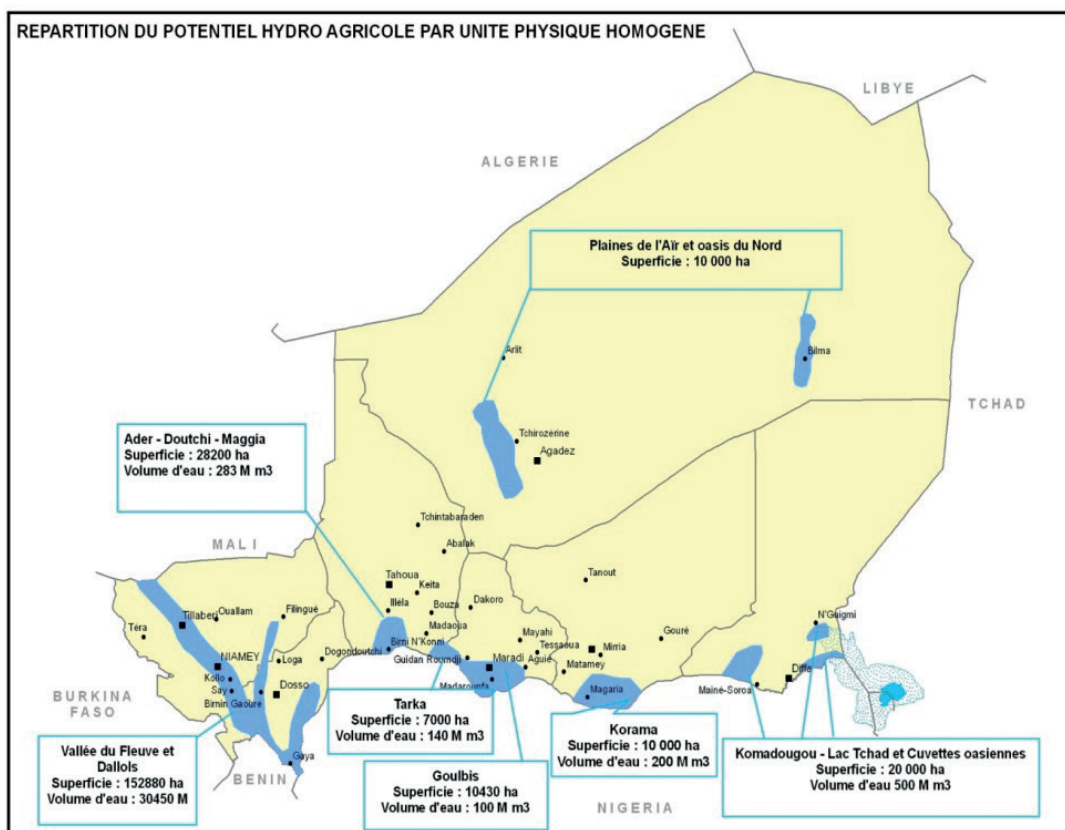 REPARTITION DU POTENTIEL HYDRO AGRICOLE PAR UNITE PHYSIQUE HOMOGENE
LIBYE
ALGERIE
Plaines de l'Aïr et oasis du Nord
Superficie : 10 000 ha
Arlit
Bilma
TCHAD
Ader - Doutchi - Maggia
Superficie : 28200 ha
Volume d'eau : 283 M m3
Tchirozérine
Agadez
Tchintabaraden
Abalak
MALI
Tahoua
Keita
Tanout
Illéla
Bouza
Dakoro
N'Guigmi
Tillaberi
Ouallam
Filingué
Téra
Madaoua
Mayahi
Gouré
Birni N'Konni
Tessaoua
Mirria
NIAMEY
Loga
Dogondoutchi
Guidan Roumdji
Maradi
Aguié
Matamey
Diffa
Kollo
Say
Dosso
Birnin Gaoure
Madarounfa
Magaria
Mainé-Soroa
BURKINA
FASO
Tarka
Superficie : 7000 ha
Volume d'eau : 140 M m3
Korama
Superficie : 10 000 ha
Volume d'eau : 200 M m3
Vallée du Fleuve et
Dallols
Superficie : 152880 ha
Volume d'eau : 30450 M
Gaya
BENIN
Goulbis
Superficie : 10430 ha
Volume d'eau : 100 M m3
Komadougou - Lac Tchad et Cuvettes oasiennes
Superficie : 20 000 ha
Volume d'eau 500 M m3
NIGERIA